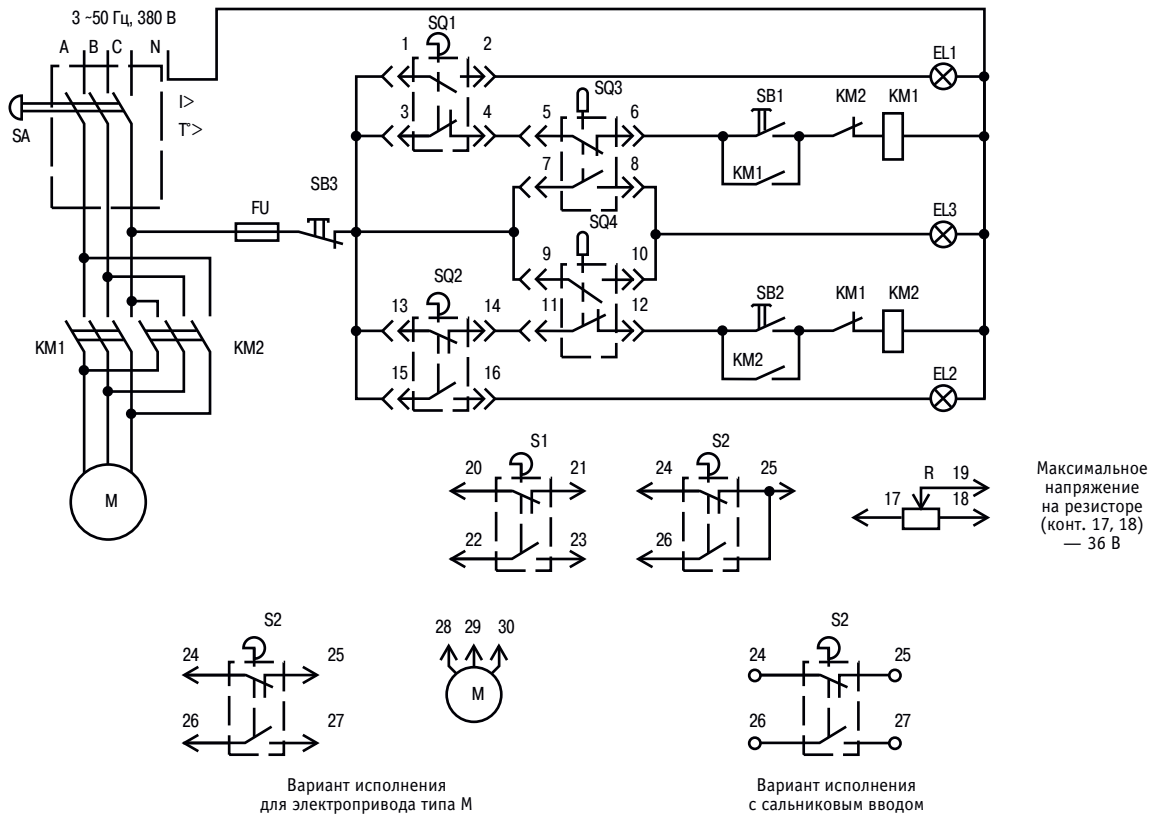 3 ~50 Гц, 380 В
A B C N
I>
T°>
SA
FU
SB3
SQ1
1 2
3 4
SQ3
5 6
7 8
SQ4
9 10
11 12
SQ2
13 14
15 16
SB1 KM2 KM1
KM1
EL1
EL3
SB2 KM1 KM2
KM2
EL2
KM1 KM2
M
S1
20 21
22 23
S2
24 25
26
R 19
17 18
Максимальное
напряжение
на резисторе
(конт. 17, 18)
— 36 В
S2
24 25
26 27
28 29 30
M
Вариант исполнения
для электропривода типа М
S2
24 25
26 27
Вариант исполнения
с сальниковым вводом